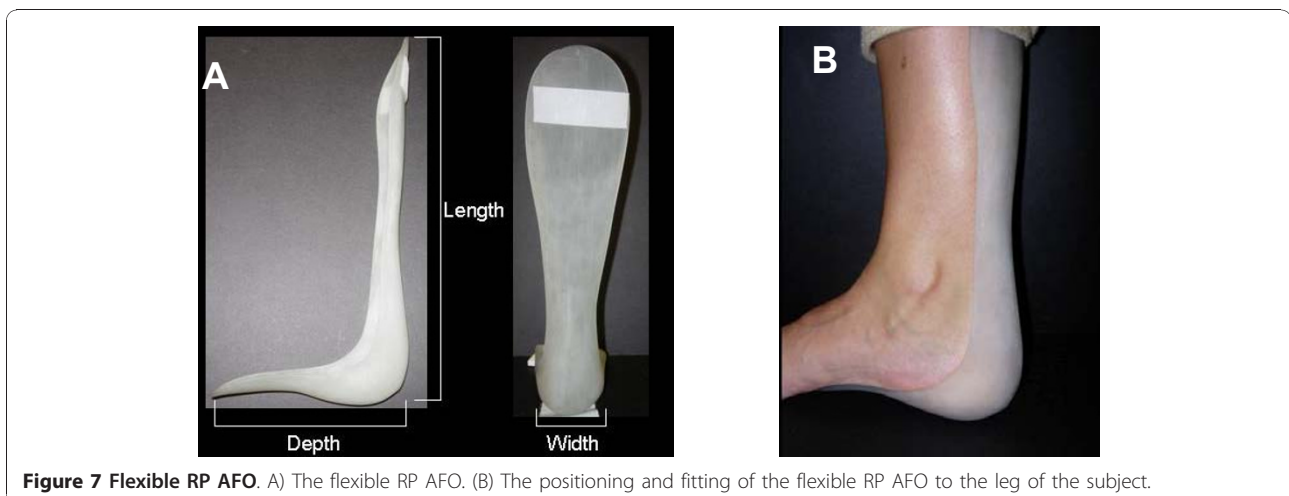 A
Length
Depth
Width
B
Figure 7 Flexible RP AFO. A) The flexible RP AFO. (B) The positioning and fitting of the flexible RP AFO to the leg of the subject.